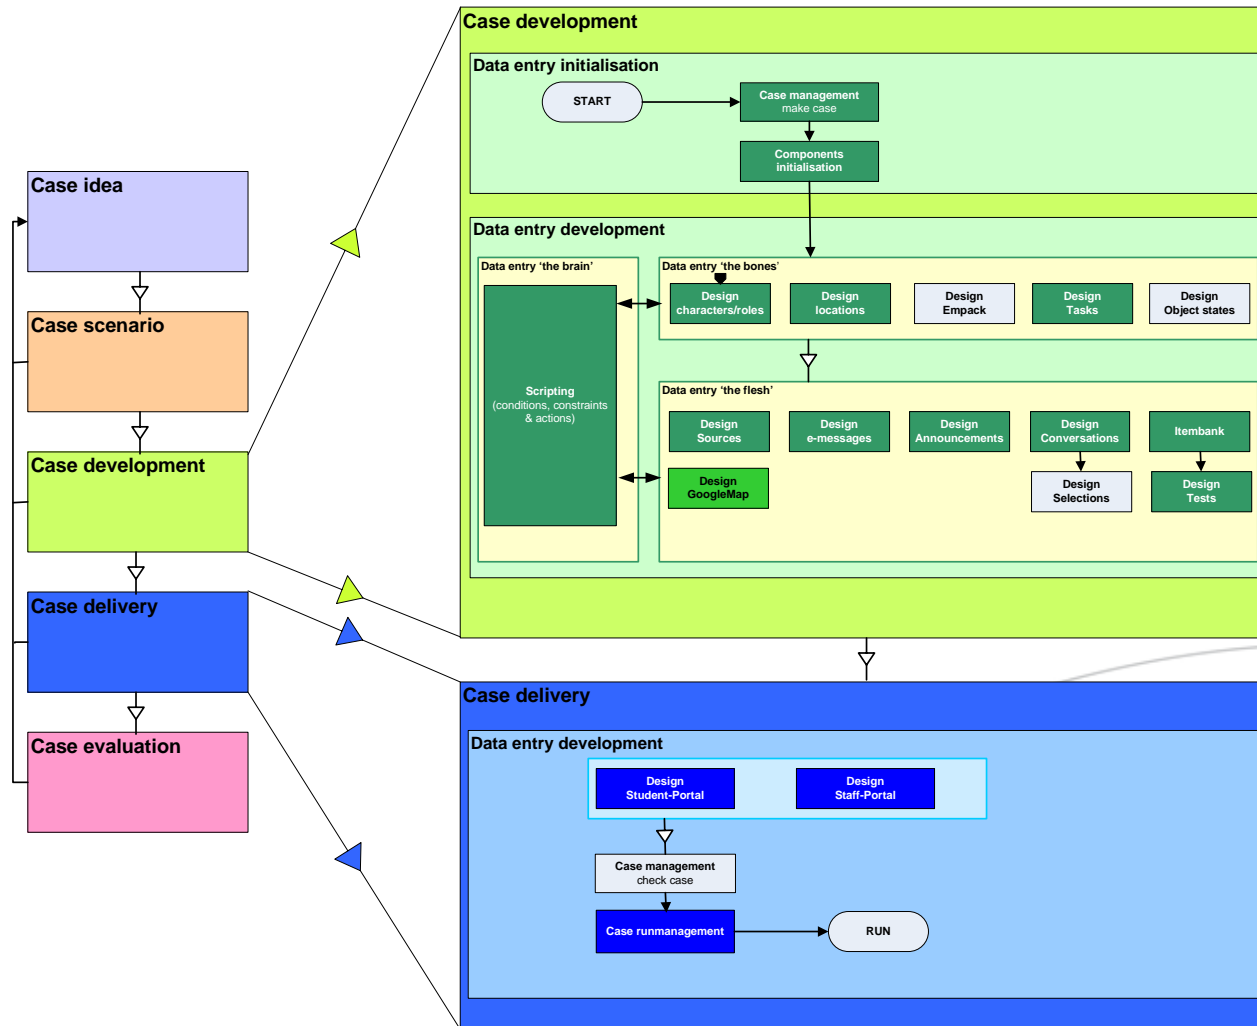 Case idea
Case scenario
Case development
Case delivery
Case evaluation
Case development
Data entry initialisation
START
Case management
make case
Components
initialisation
Data entry development
Data entry ‘the brain’
Scripting
(conditions, constraints
& actions)
Data entry ‘the bones’
Design
characters/roles
Design
locations
Design
Empack
Design
Tasks
Design
Object states
Data entry ‘the flesh’
Design
Sources
Design
e-messages
Design
Announcements
Design
Conversations
Itembank
Design
GoogleMap
Design
Selections
Design
Tests
Case delivery
Data entry development
Design
Student-Portal
Design
Staff-Portal
Case management
check case
Case runmanagement
RUN